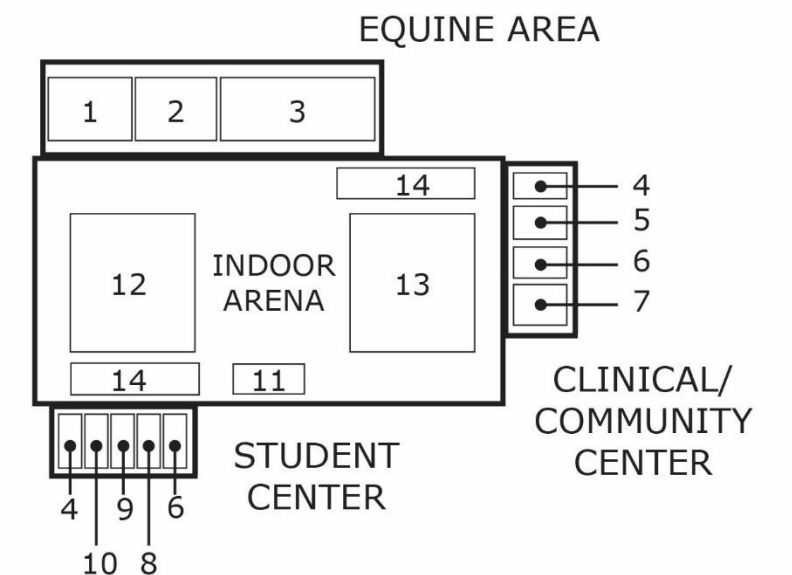 EQUINE AREA
1 2 3
14
4
5
6
7
12
INDOOR
ARENA
13
14
11
CLINICAL/
COMMUNITY
CENTER
STUDENT
CENTER
4 9 6
10 8